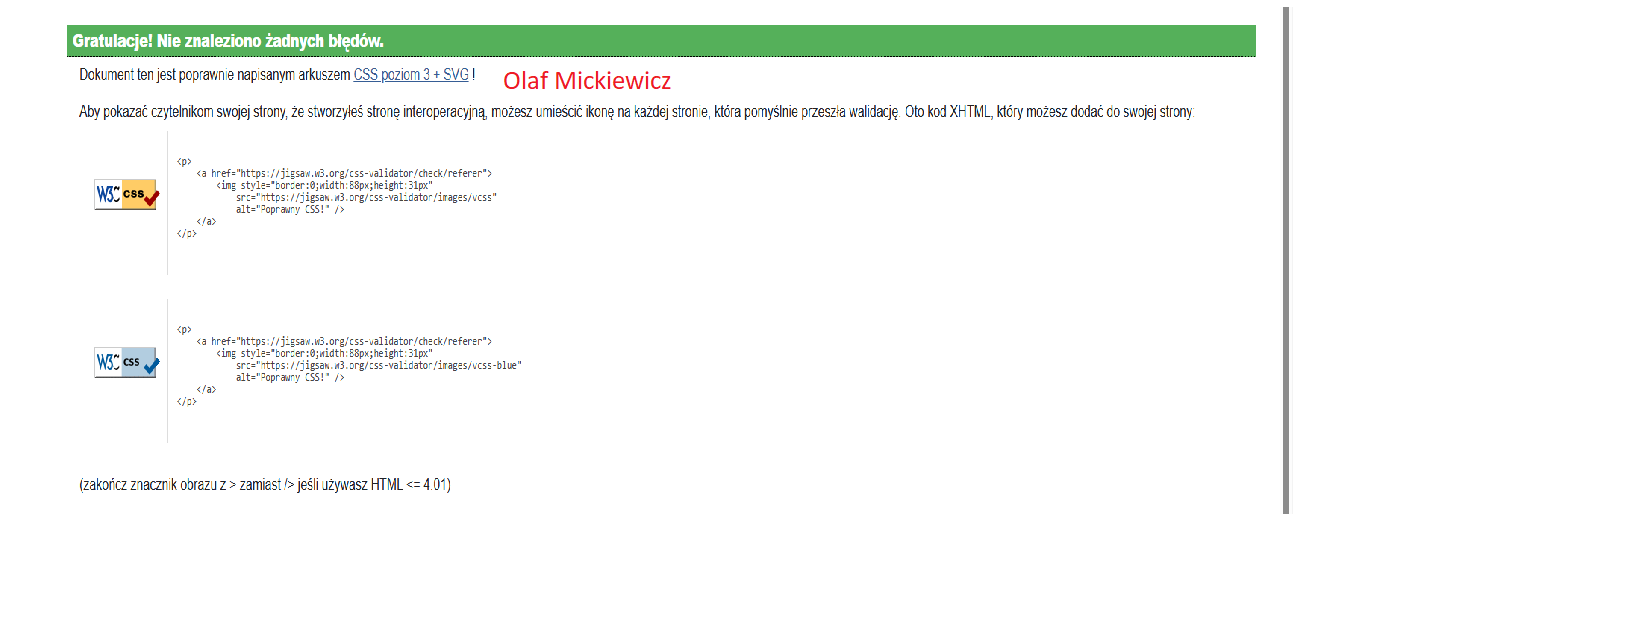 Gratulacje! Nie znaleziono żadnych błędów.
Dokument ten jest poprawnie napisanym arkuszem CSS poziom 3 + SVG !
Olaf Mickiewicz
Aby pokazać czytelnikom swojej strony, że stworzyłeś stronę interoperacyjną, możesz umieścić ikonę na każdej stronie, która pomyślnie przeszła walidację. Oto kod XHTML, który możesz dodać do swojej strony:
<p>
<a href="https://jigsaw.w3.org/css-validator/check/referer">
<img style="border:0;width:88px;height:31px"
src="https://jigsaw.w3.org/css-validator/images/vcss"
alt="Poprawny CSS!" />
</a>
</p>
W3C CSS
<p>
<a href="https://jigsaw.w3.org/css-validator/check/referer">
<img style="border:0;width:88px;height:31px"
src="https://jigsaw.w3.org/css-validator/images/vcss-blue"
alt="Poprawny CSS!" />
</a>
</p>
W3C CSS
(zakończ znacznik obrazu z > zamiast /> jeśli używasz HTML <= 4.01)